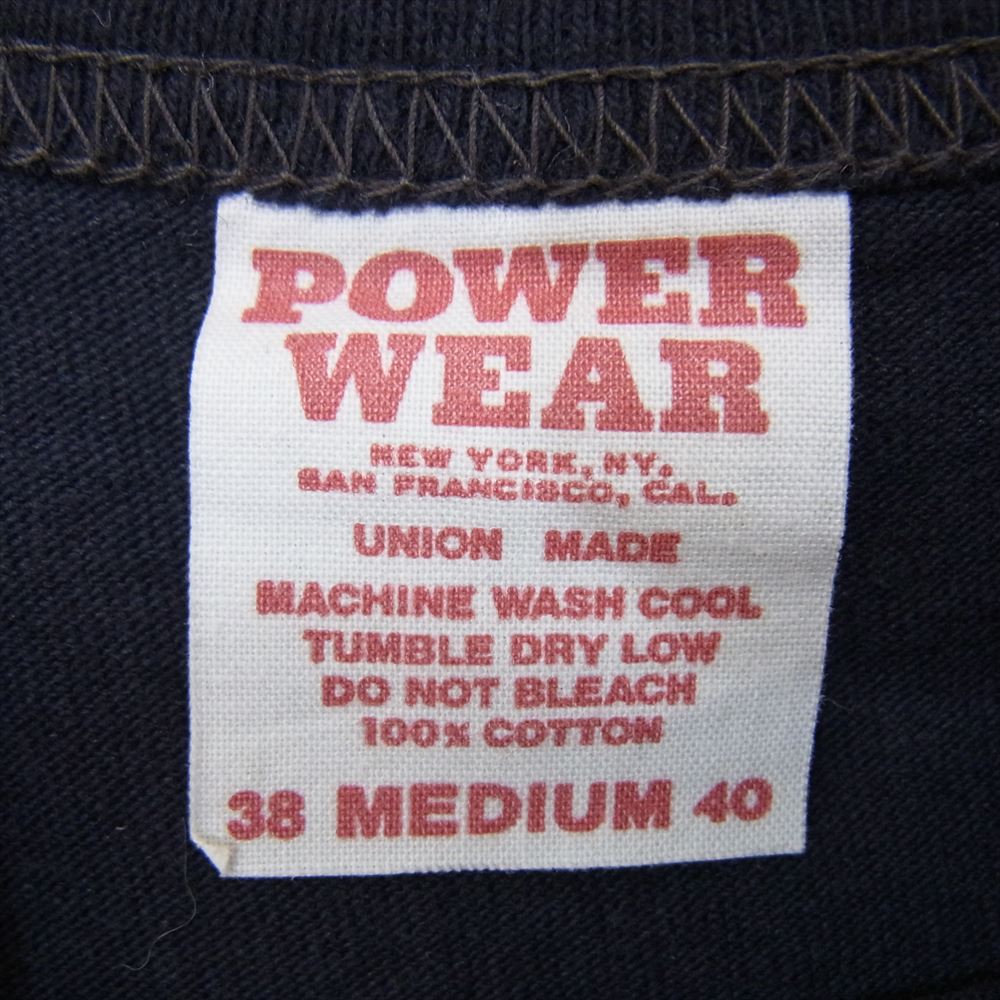 POWER
WEAR
NEW YORK, NY.
SAN FRANCISCO, CAL.
UNION MADE
MACHINE WASH COOL
TUMBLE DRY LOW
DO NOT BLEACH
100% COTTON
38 MEDIUM 40